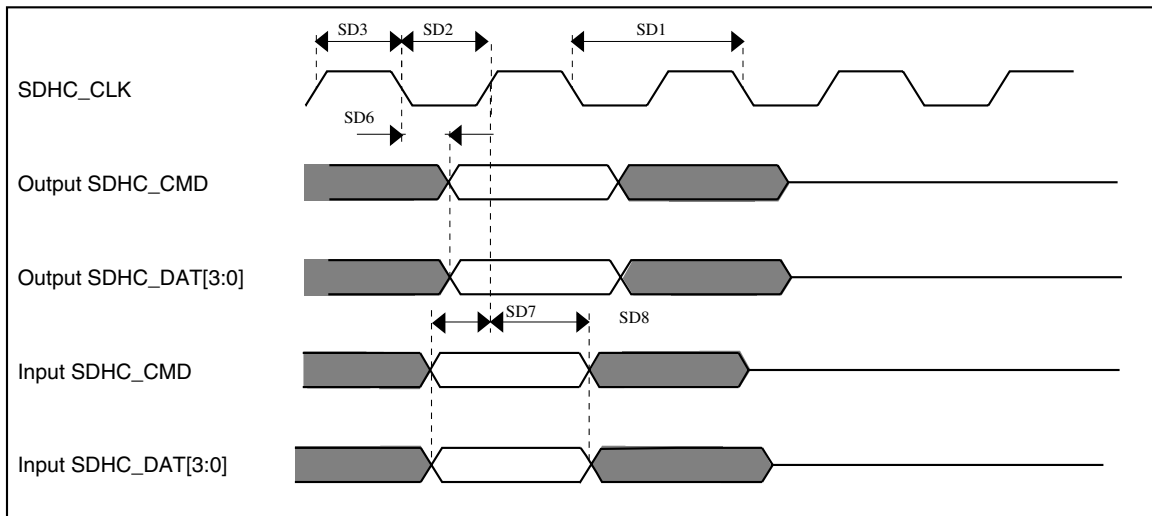 SD3 SD2 SD1
SDHC_CLK
SD6
Output SDHC_CMD
Output SDHC_DAT[3:0]
SD7 SD8
Input SDHC_CMD
Input SDHC_DAT[3:0]